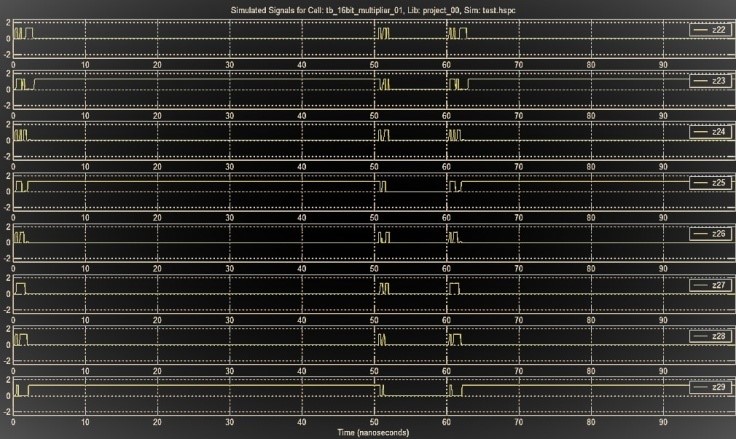 Simulated Signals for Cell: tb_16bit_multiplier_01, Lib: project_00, Sim: test.hspc
2
0
-2
z22
0 10 20 30 40 50 60 70 80 90
2
0
-2
z23
0 10 20 30 40 50 60 70 80 90
2
0
-2
z24
0 10 20 30 40 50 60 70 80 90
2
0
-2
z25
0 10 20 30 40 50 60 70 80 90
2
0
-2
z26
0 10 20 30 40 50 60 70 80 90
2
0
-2
z27
0 10 20 30 40 50 60 70 80 90
2
0
-2
z28
0 10 20 30 40 50 60 70 80 90
2
0
-2
z29
0 10 20 30 40 50 60 70 80 90
Time (nanoseconds)